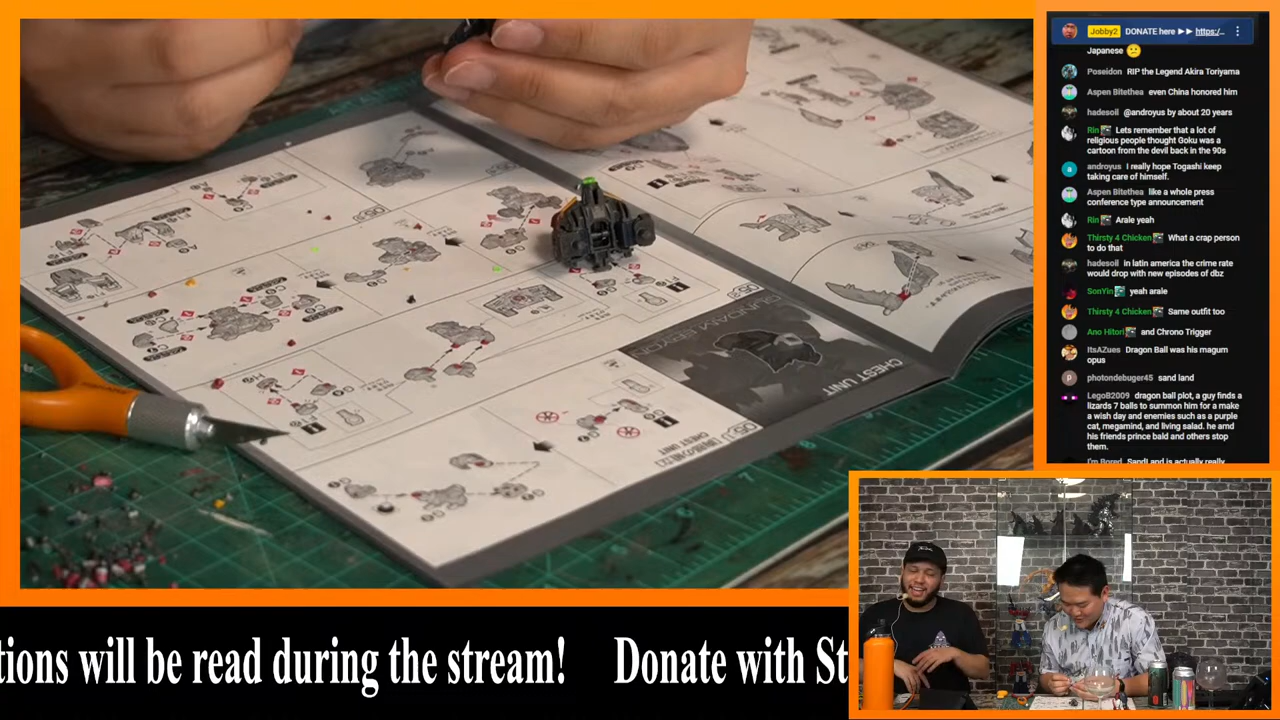 Jobby2 DONATE here ►► https:/...
Japanese 😕
Poseidon RIP the Legend Akira Toriyama
Aspen Bitethea even China honored him
hadesoil @androyus by about 20 years
Rin Lets remember that a lot of
religious people thought Goku was a
cartoon from the devil back in the 90s
androyus I really hope Togashi keep
taking care of himself.
Aspen Bitethea like a whole press
conference type announcement
Rin Arale yeah
Thirsty 4 Chicken What a crap person
to do that
hadesoil in latin america the crime rate
would drop with new episodes of dbz
SonYin yeah arale
Thirsty 4 Chicken Same outfit too
Ano Hitori and Chrono Trigger
ItsAZues Dragon Ball was his magum
opus
photondebuger45 sand land
LegoB2009 dragon ball plot, a guy finds a
lizards 7 balls to summon him for a make
a wish day and enemies such as a purple
cat, megamind, and living salad. he amd
his friends prince bald and others stop
them.
I'm Bored SandLand is actually really
CHEST UNIT
CHEST UNIT
tions will be read during the stream! Donate with St